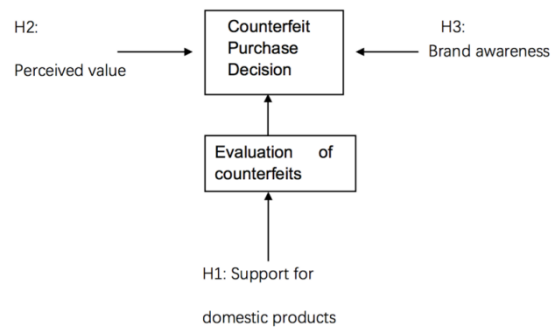 H2:
Perceived value
Counterfeit
Purchase
Decision
H3:
Brand awareness
Evaluation of
counterfeits
H1: Support for
domestic products